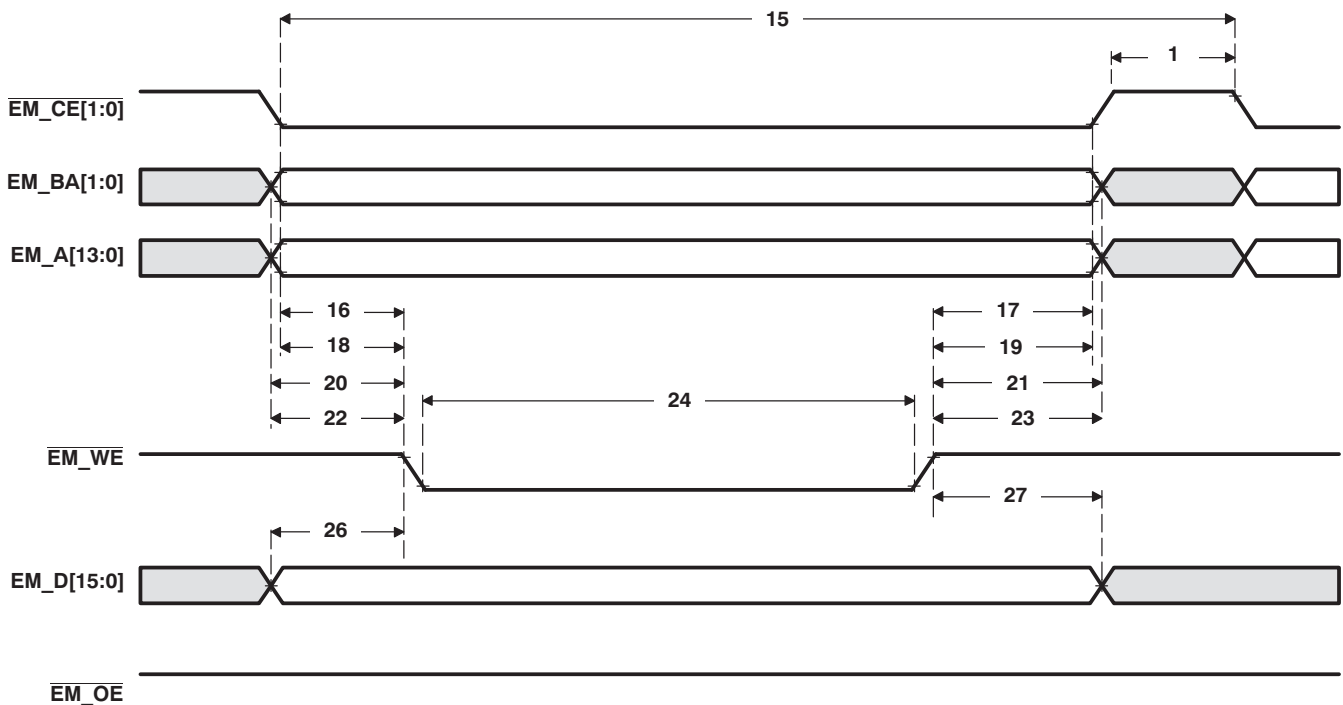 15
1
EM_CE[1:0]
EM_BA[1:0]
EM_A[13:0]
16 17
18 19
20 21
24
22 23
EM_WE
27
26
EM_D[15:0]
EM_OE